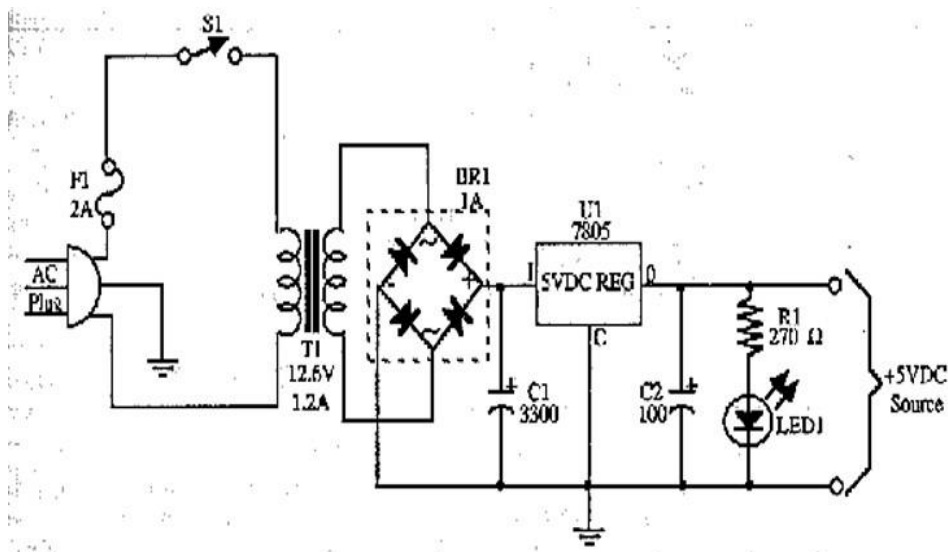 S1
F1
2A
AC
Plug
T1
12.6V
1.2A
BR1
1A
~
-
+
~
U1
7805
I
5VDC REG
O
C
+
C1
3300
+
C2
100
R1
270 Ω
LED1
+5VDC
Source